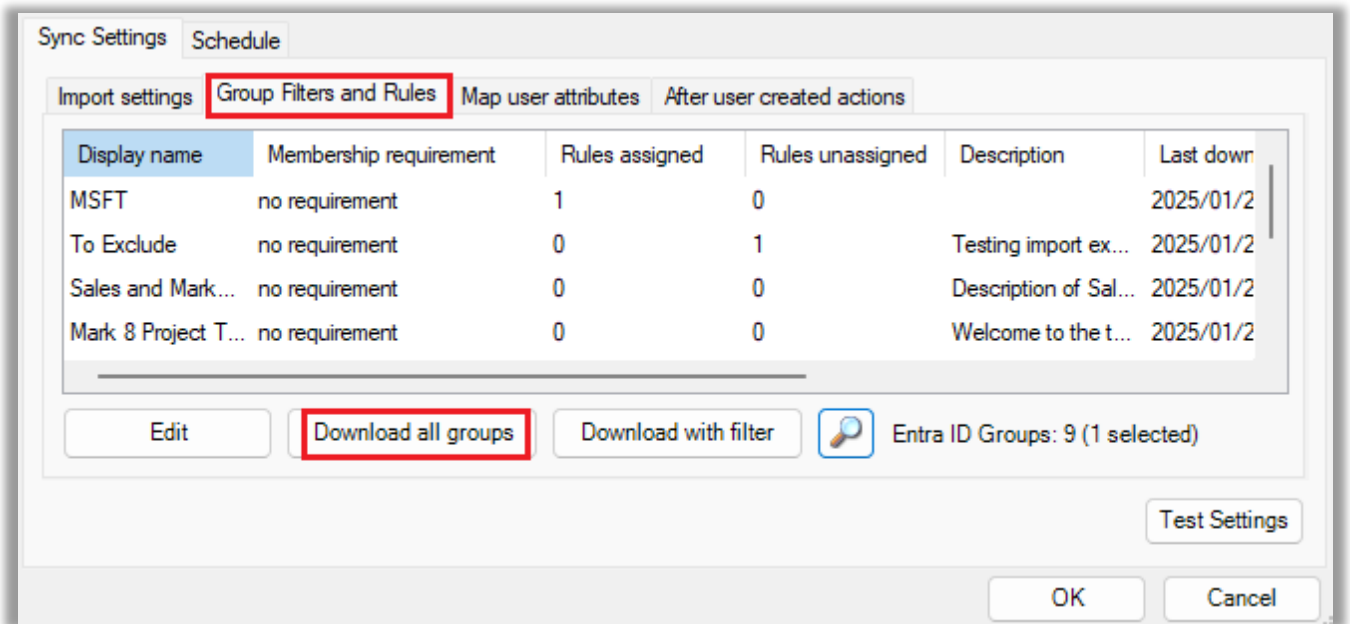 Sync Settings Schedule
Import settings Group Filters and Rules Map user attributes After user created actions
Display name Membership requirement Rules assigned Rules unassigned Description Last down
MSFT no requirement 1 0 2025/01/2
To Exclude no requirement 0 1 Testing import ex... 2025/01/2
Sales and Mark... no requirement 0 0 Description of Sal... 2025/01/2
Mark 8 Project T... no requirement 0 0 Welcome to the t... 2025/01/2
Edit Download all groups Download with filter Entra ID Groups: 9 (1 selected)
Test Settings
OK Cancel